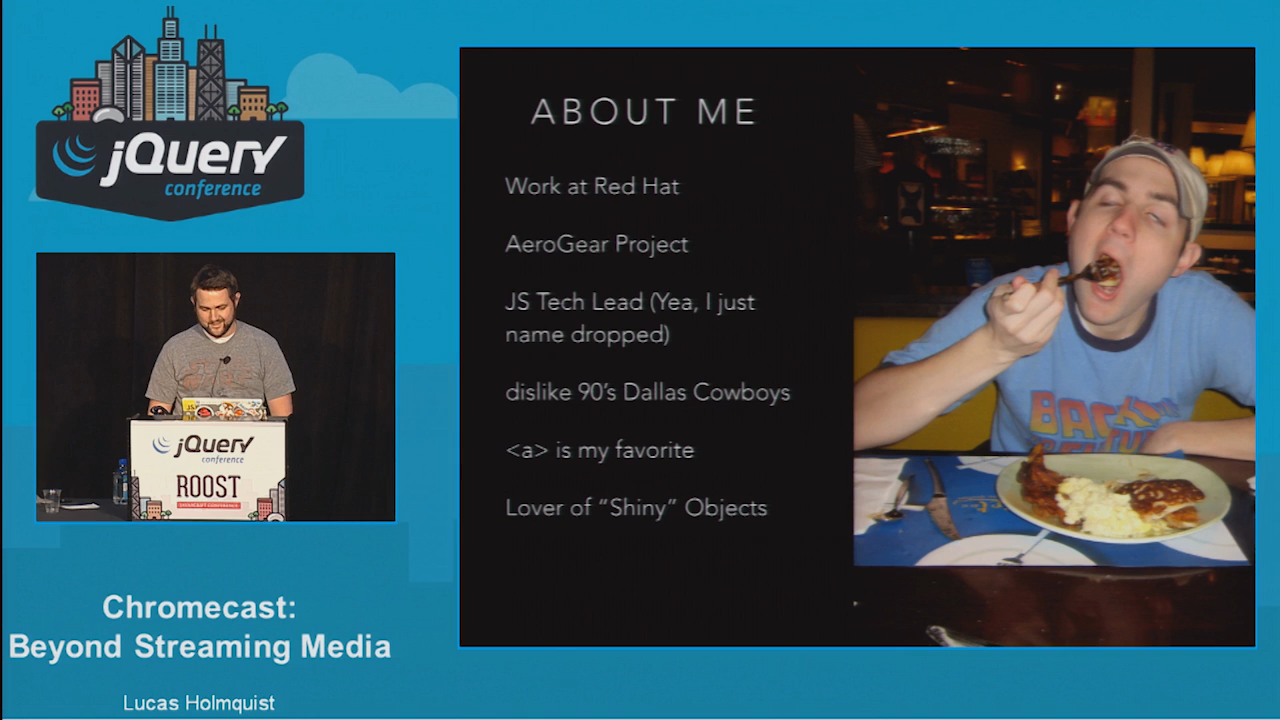 jQuery
conference
jQuery
conference
ROOST
Chromecast:
Beyond Streaming Media
Lucas Holmquist
ABOUT ME
Work at Red Hat
AeroGear Project
JS Tech Lead (Yea, I just
name dropped)
dislike 90's Dallas Cowboys
<a> is my favorite
Lover of “Shiny” Objects